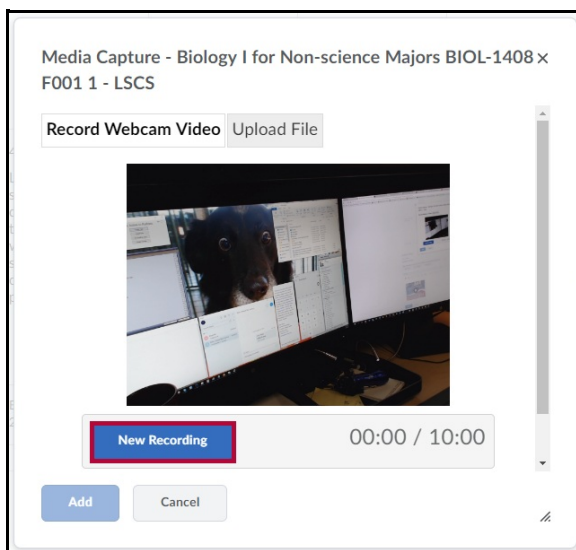 Media Capture - Biology I for Non-science Majors BIOL-1408 ×
F001 1 - LSCS
Record Webcam Video Upload File
New Recording 00:00 / 10:00
Add Cancel